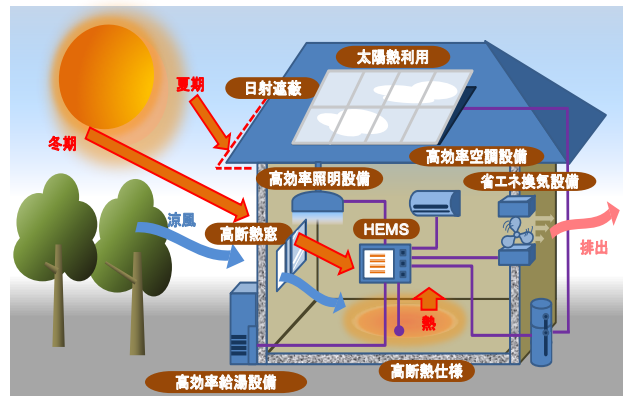 太陽熱利用
夏期
日射遮蔽
冬期
高効率空調設備
高効率照明設備
省エネ換気設備
涼風
高断熱窓
HEMS
排出
熱
高断熱仕様
高効率給湯設備